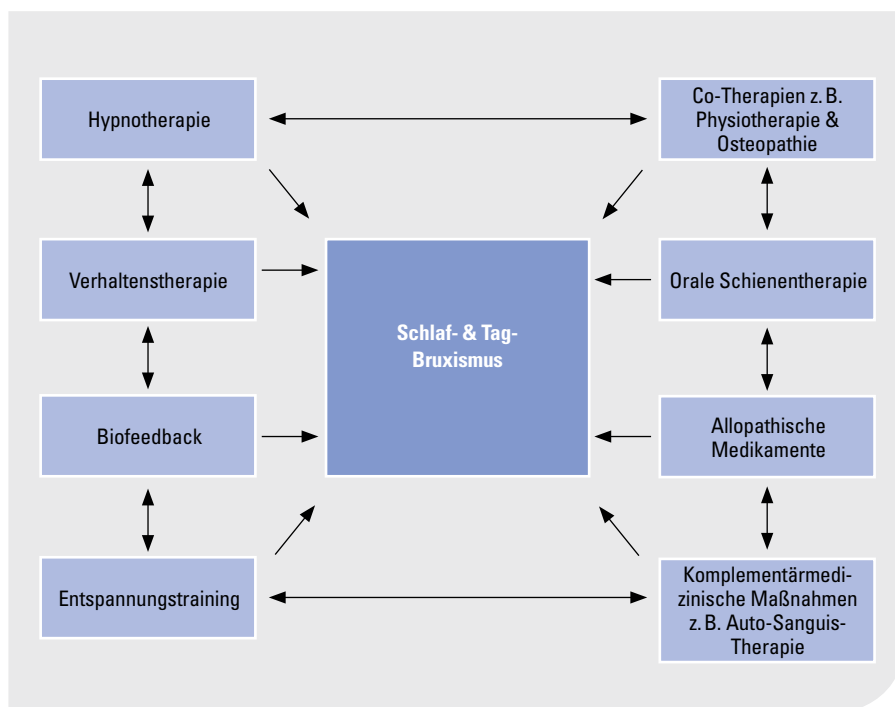 Hypnotherapie
Co-Therapien z. B.
Physiotherapie &
Osteopathie
Verhaltenstherapie
Schlaf- & Tag-
Bruxismus
Orale Schienentherapie
Biofeedback
Allopathische
Medikamente
Entspannungstraining
Komplementärmedi-
zinische Maßnahmen
z. B. Auto-Sanguis-
Therapie